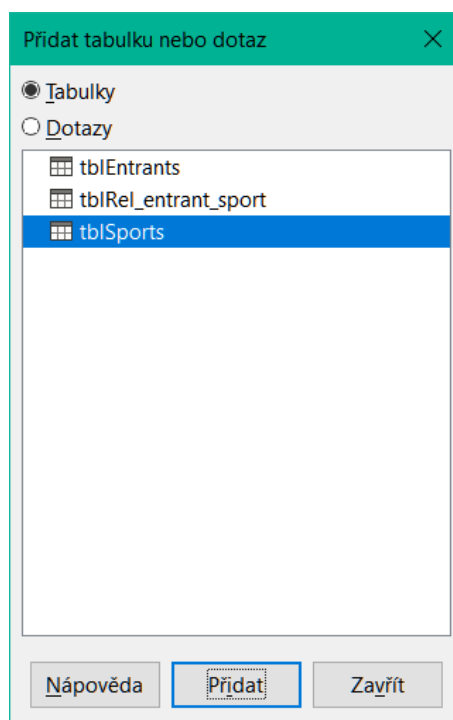 Přidat tabulku nebo dotaz
Tabulky
Dotazy
tblEntrants
tblRel_entrant_sport
tblSports
Nápověda Přidat Zavřít